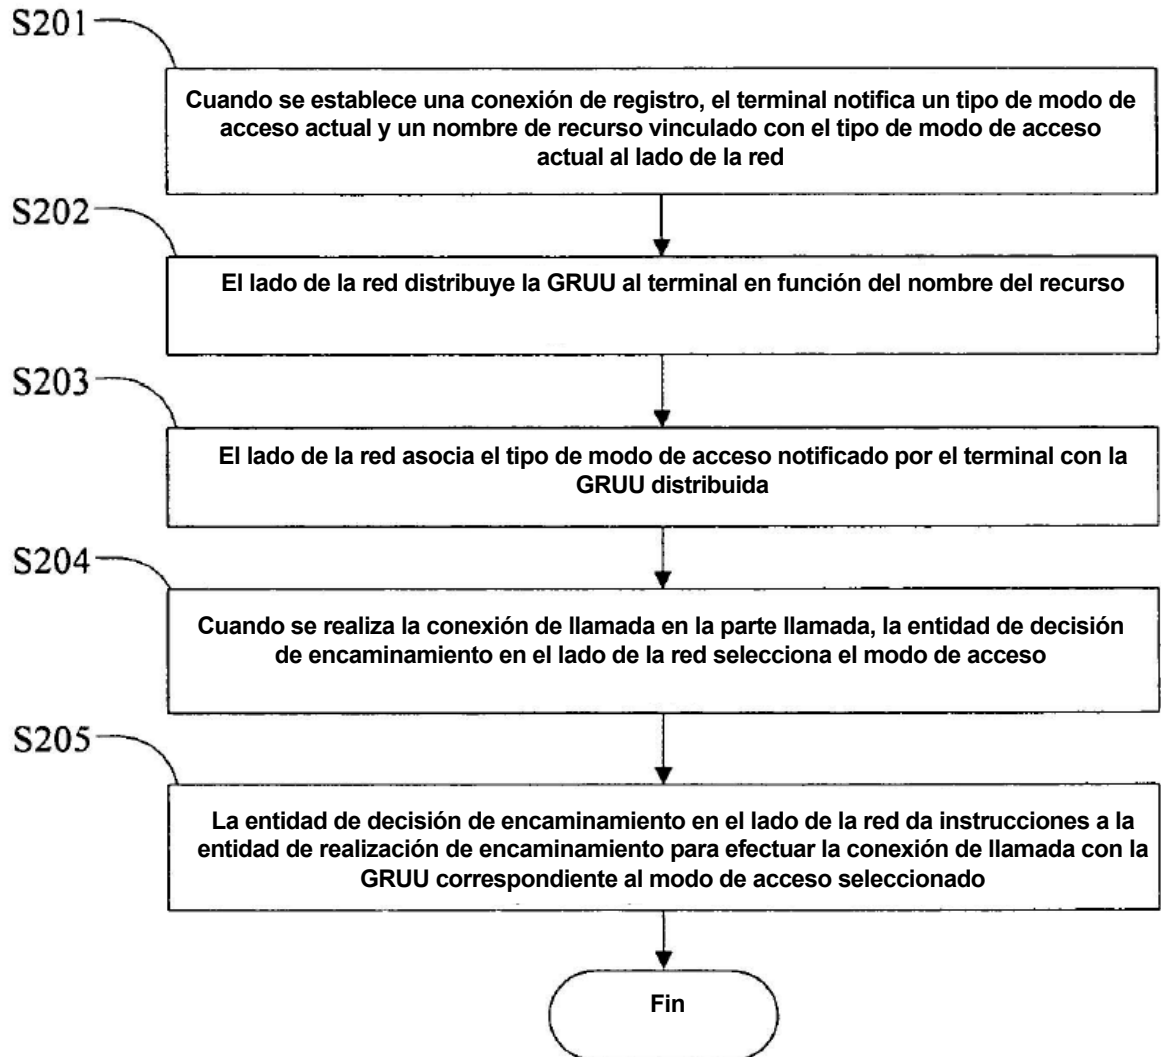 S201
Cuando se establece una conexión de registro, el terminal notifica un tipo de modo de
acceso actual y un nombre de recurso vinculado con el tipo de modo de acceso
actual al lado de la red
S202
El lado de la red distribuye la GRUU al terminal en función del nombre del recurso
S203
El lado de la red asocia el tipo de modo de acceso notificado por el terminal con la
GRUU distribuida
S204
Cuando se realiza la conexión de llamada en la parte llamada, la entidad de decisión
de encaminamiento en el lado de la red selecciona el modo de acceso
S205
La entidad de decisión de encaminamiento en el lado de la red da instrucciones a la
entidad de realización de encaminamiento para efectuar la conexión de llamada con la
GRUU correspondiente al modo de acceso seleccionado
Fin